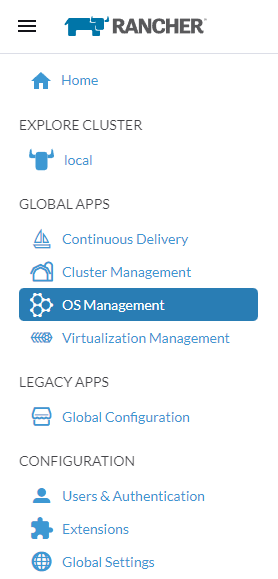 RANCHER
Home
EXPLORE CLUSTER
local
GLOBAL APPS
Continuous Delivery
Cluster Management
OS Management
Virtualization Management
LEGACY APPS
Global Configuration
CONFIGURATION
Users & Authentication
Extensions
Global Settings